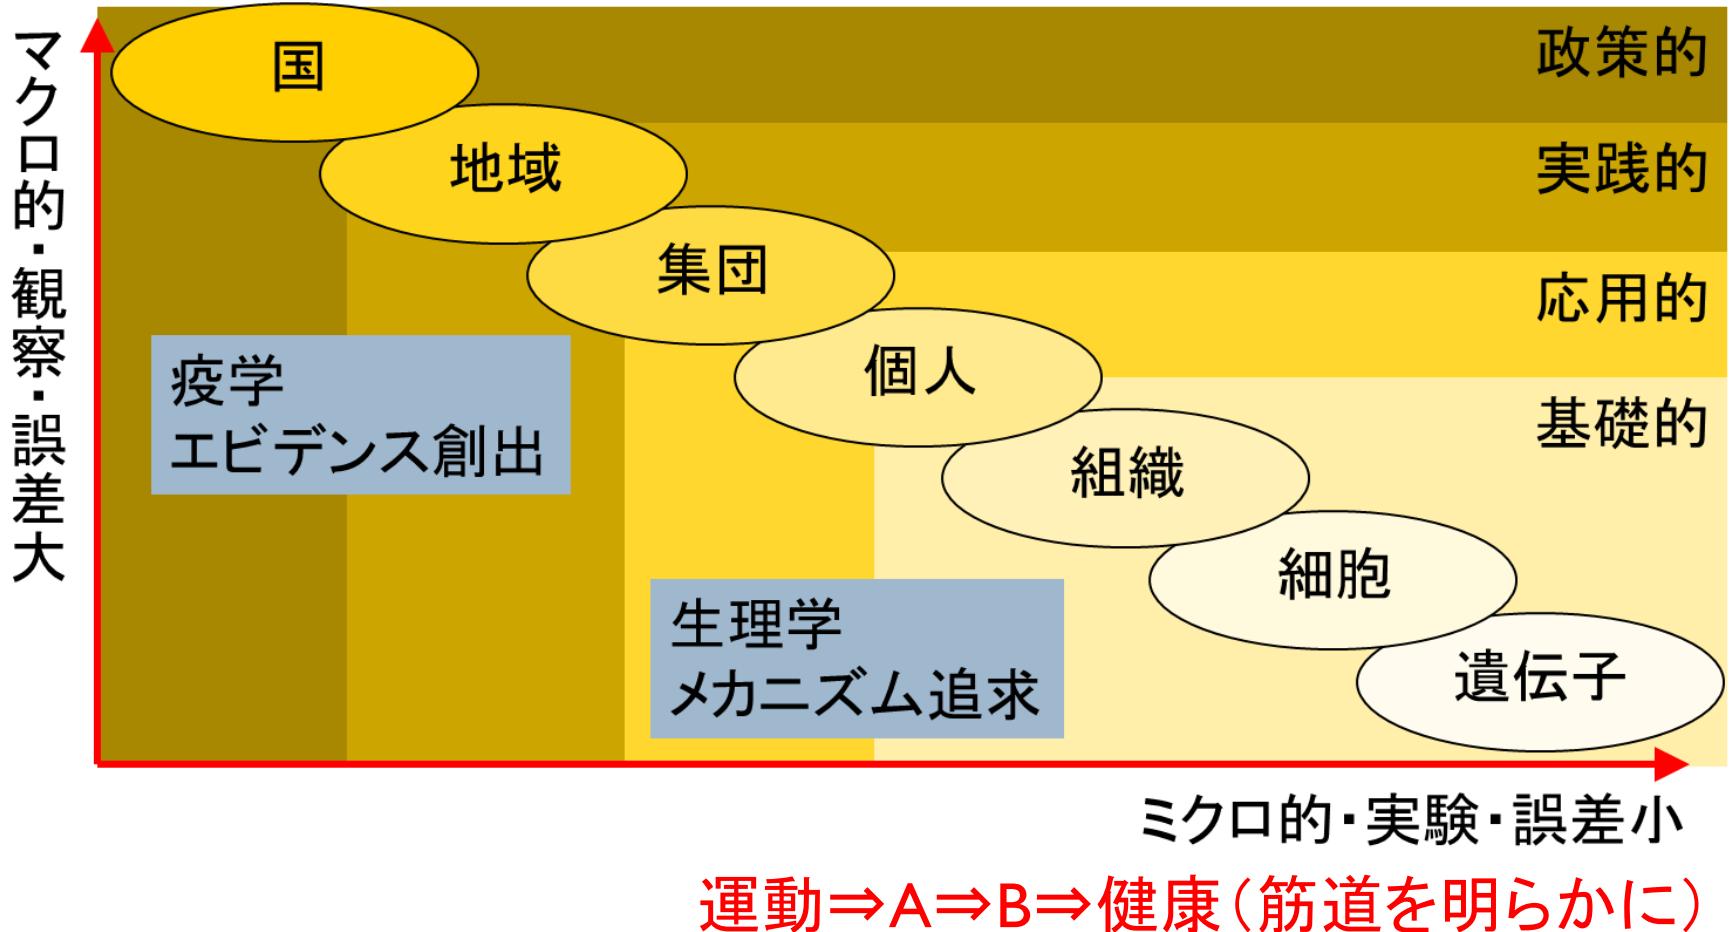 マクロ的・観察・誤差大
国
政策的
地域
実践的
集団
応用的
個人
基礎的
疫学
エビデンス創出
組織
細胞
生理学
メカニズム追求
遺伝子
ミクロ的・実験・誤差小
運動⇒A⇒B⇒健康（筋道を明らかに）